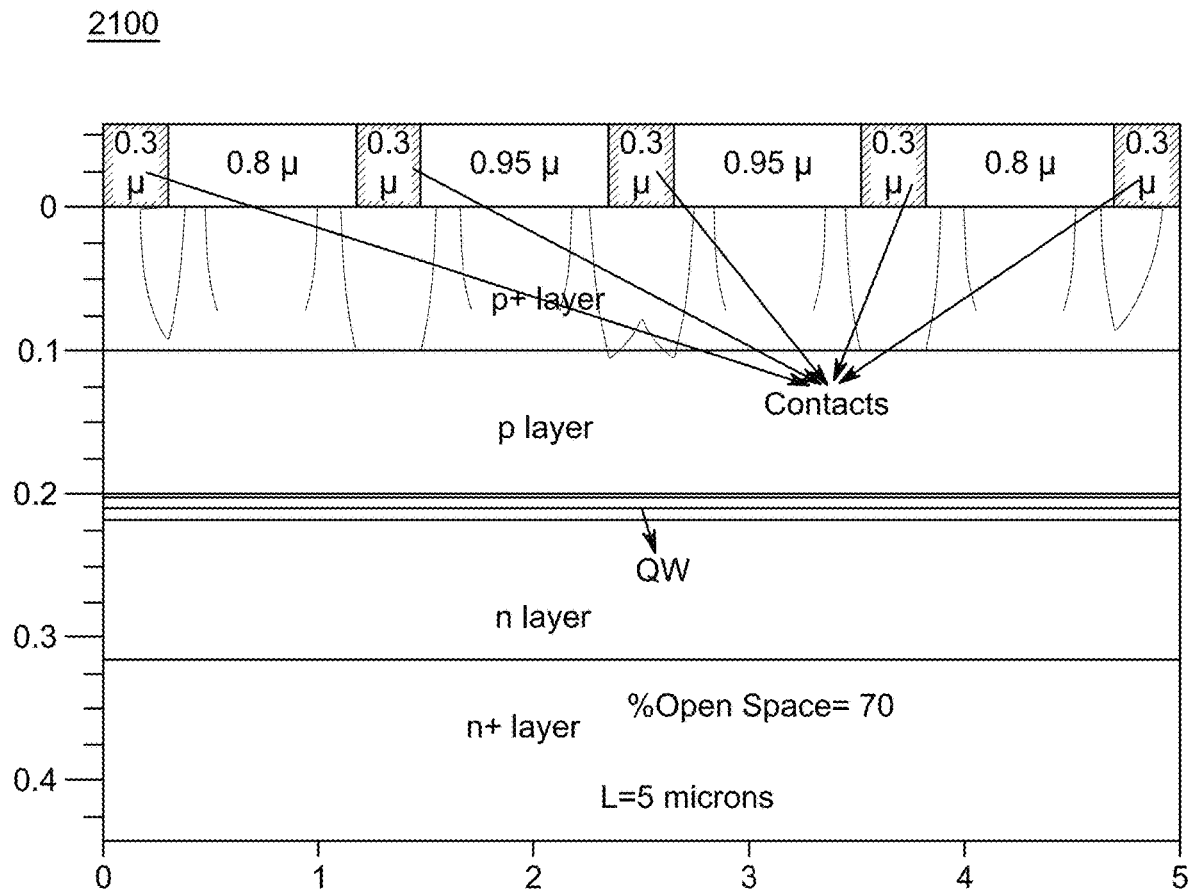 2100
0.3 μ 0.8 μ 0.3 μ 0.95 μ 0.3 μ 0.95 μ 0.3 μ 0.8 μ 0.3 μ
0
p+ layer
0.1
Contacts
p layer
0.2
QW
n layer
0.3
%Open Space= 70
n+ layer
0.4
L=5 microns
0 1 2 3 4 5